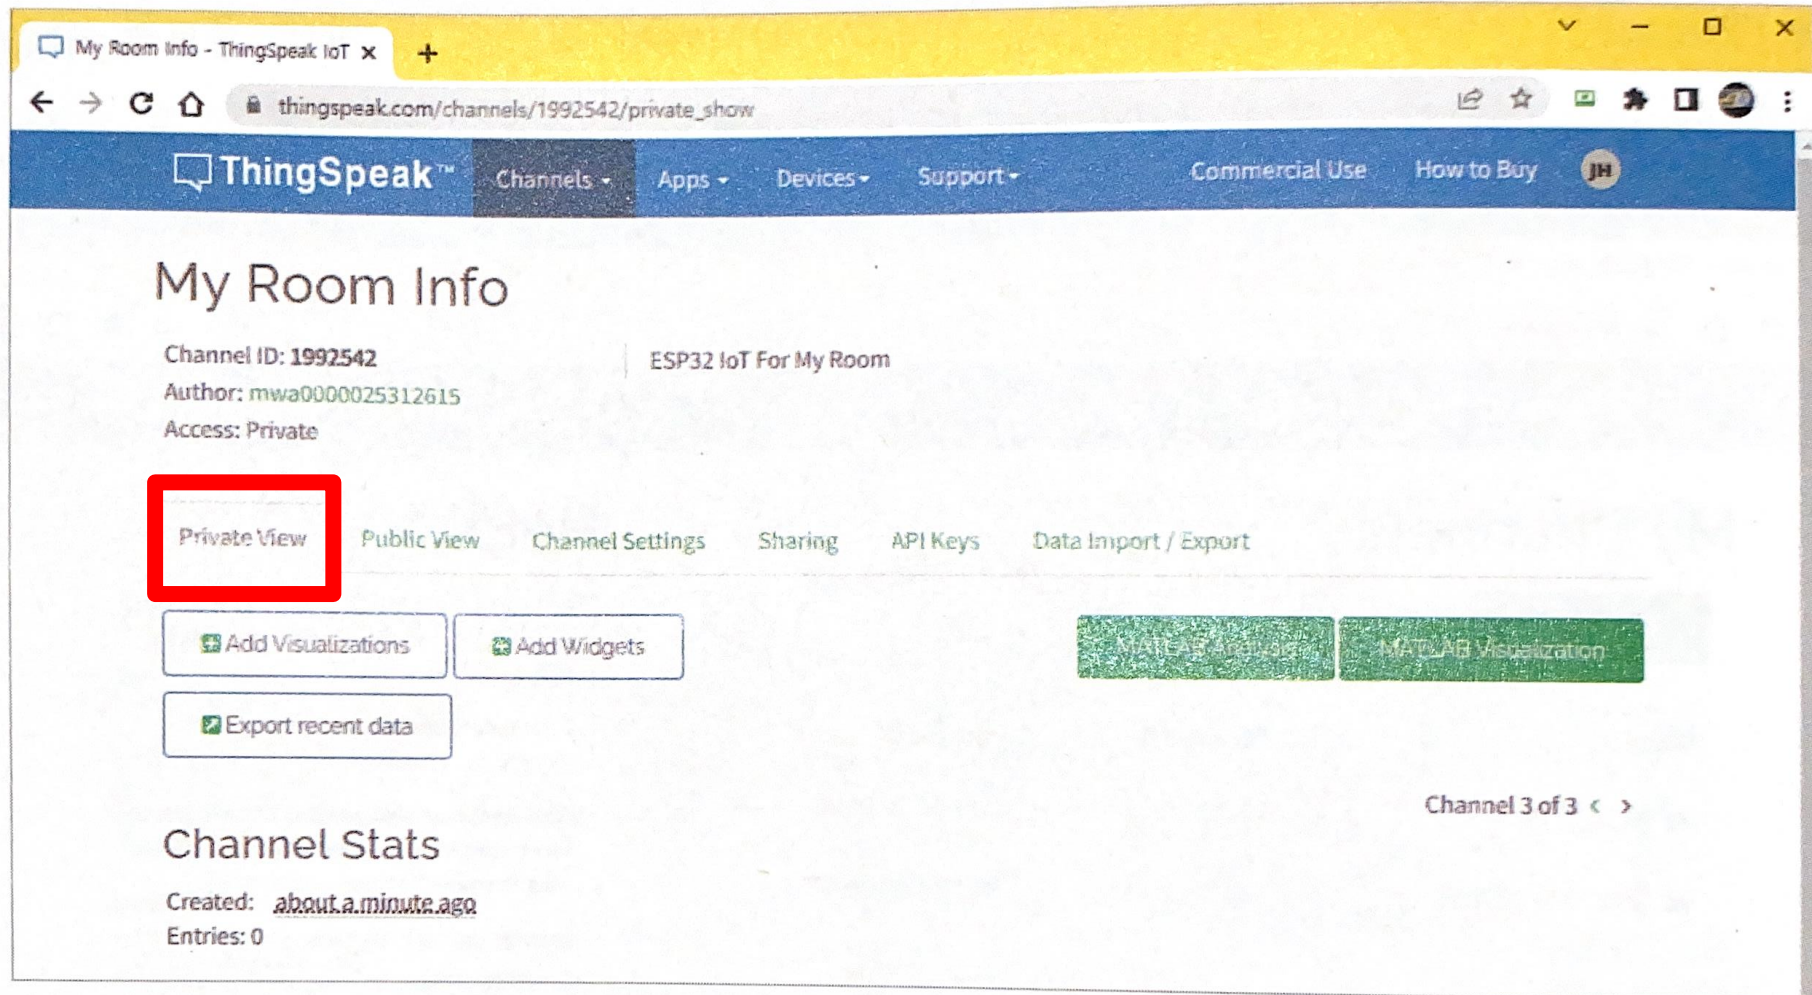 My Room Info - ThingSpeak IoT
thingspeak.com/channels/1992542/private_show
ThingSpeak™ Channels Apps Devices Support Commercial Use How to Buy JH
My Room Info
Channel ID: 1992542 ESP32 IoT For My Room
Author: mwa0000025312615
Access: Private
Private View Public View Channel Settings Sharing API Keys Data Import / Export
Add Visualizations Add Widgets MATLAB Analysis MATLAB Visualization
Export recent data
Channel 3 of 3 < >
Channel Stats
Created: about a minute ago
Entries: 0